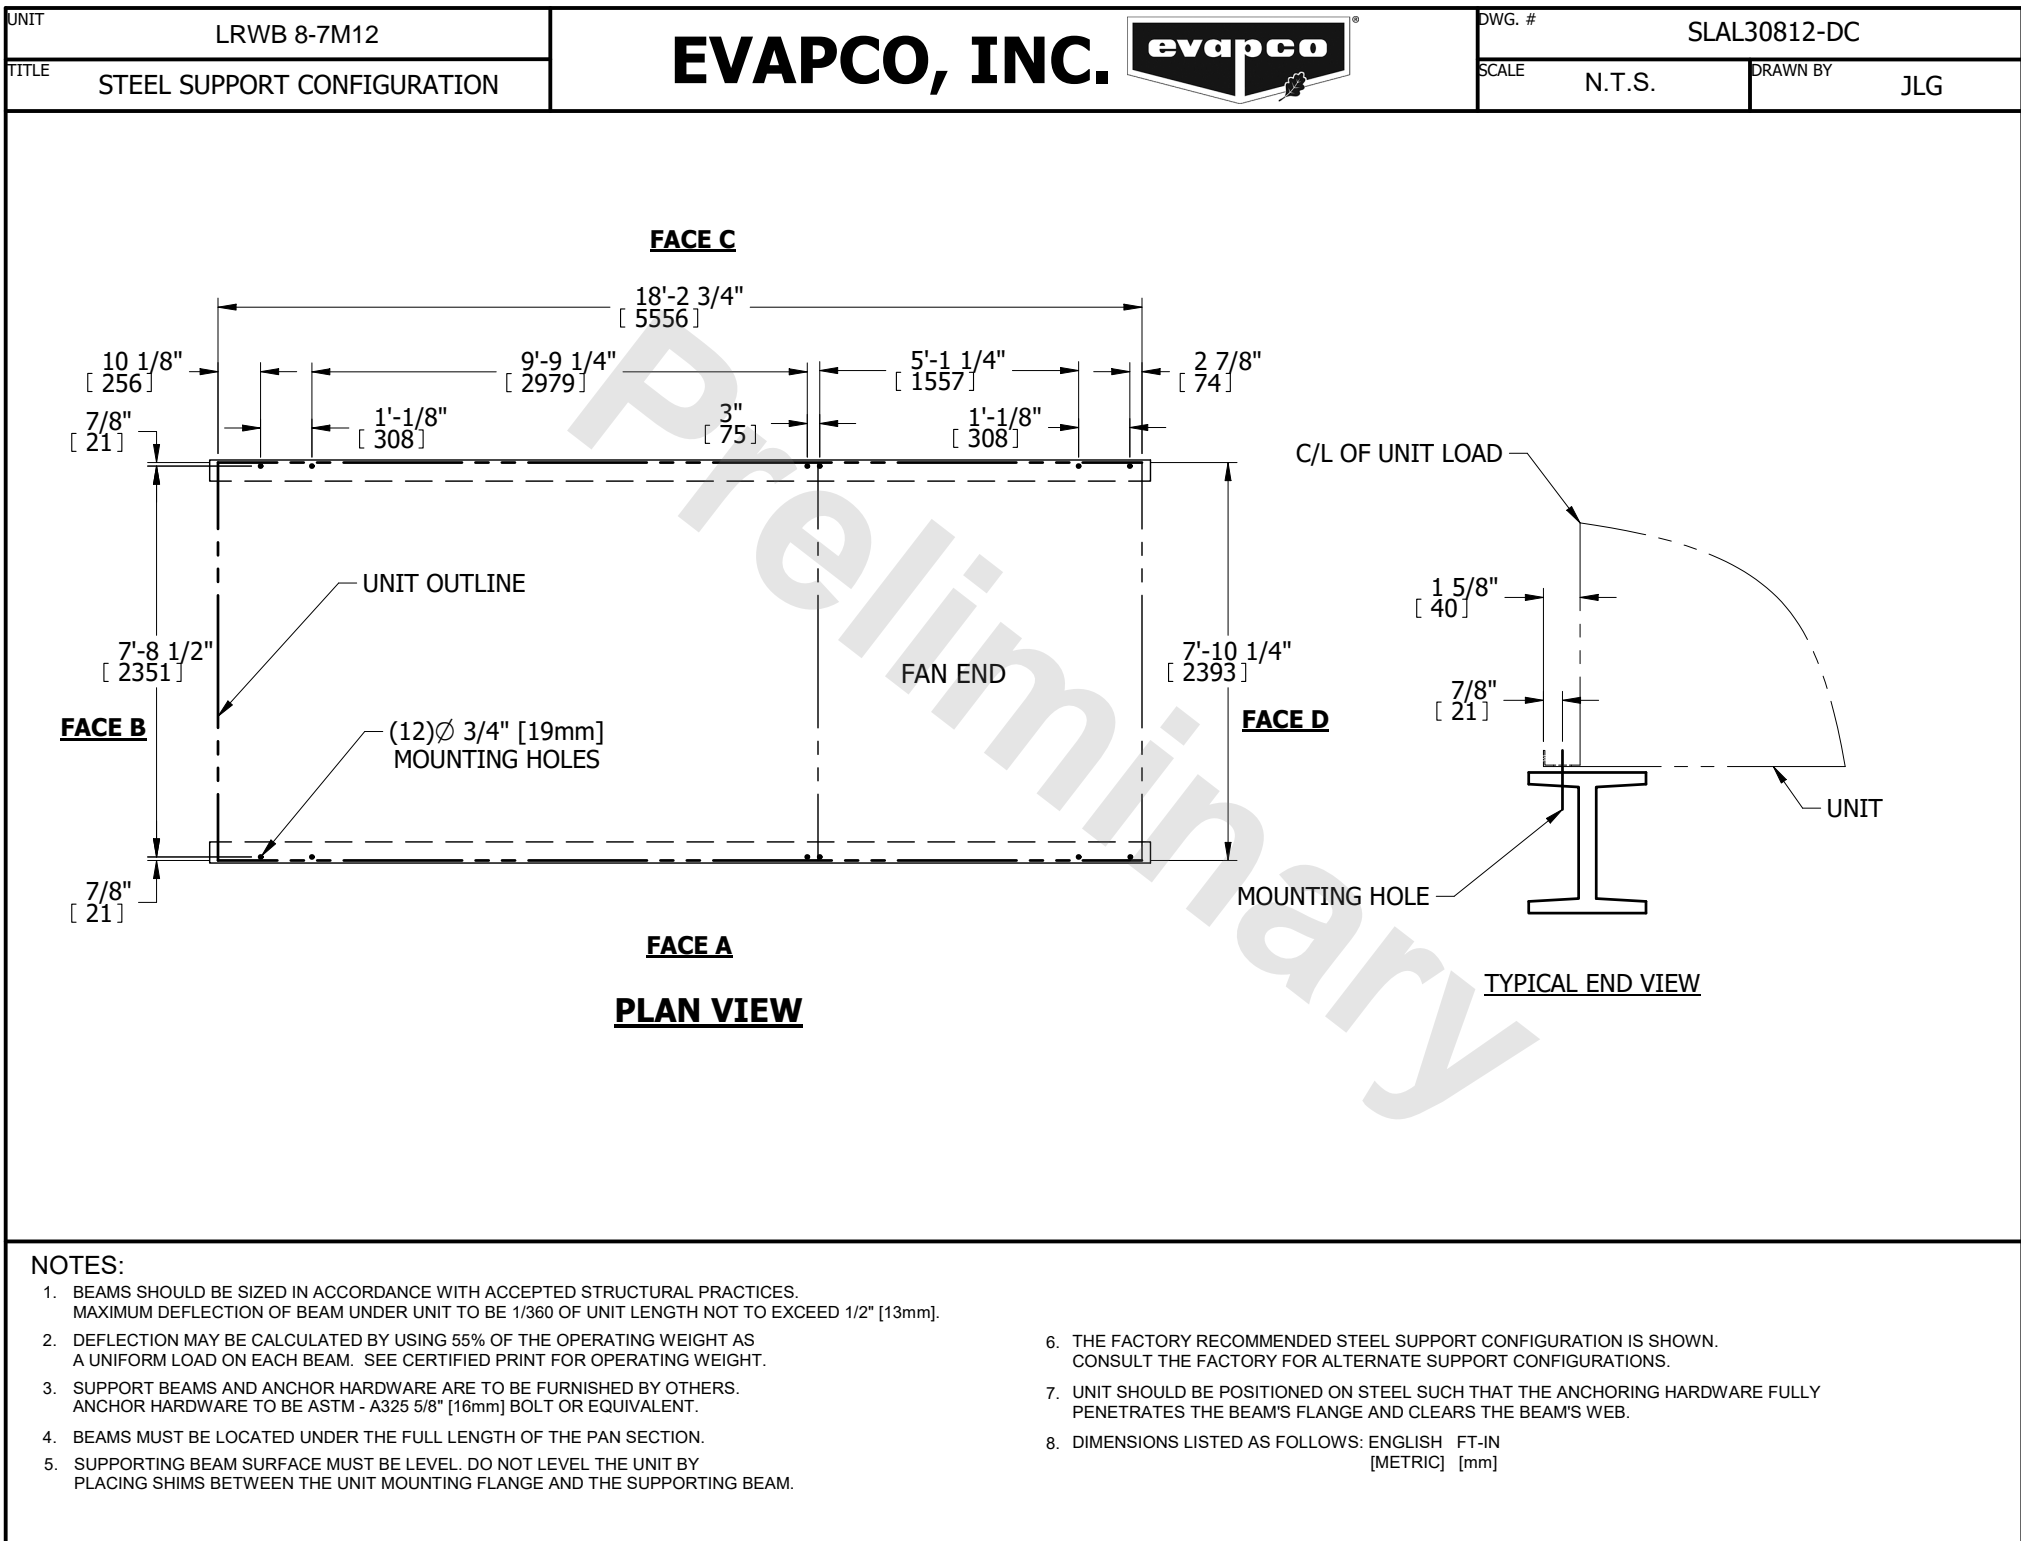 UNIT
LRWB 8-7M12
TITLE
STEEL SUPPORT CONFIGURATION
EVAPCO, INC.
evapco
®
DWG. #
SLAL30812-DC
SCALE
N.T.S.
DRAWN BY
JLG
FACE C
18'-2 3/4"
[ 5556 ]
10 1/8"
[ 256 ]
9'-9 1/4"
[ 2979 ]
5'-1 1/4"
[ 1557 ]
2 7/8"
[ 74 ]
7/8"
[ 21 ]
1'-1/8"
[ 308 ]
3"
[ 75 ]
1'-1/8"
[ 308 ]
UNIT OUTLINE
7'-8 1/2"
[ 2351 ]
FACE B
(12)Ø 3/4" [19mm]
MOUNTING HOLES
FAN END
7'-10 1/4"
[ 2393 ]
FACE D
7/8"
[ 21 ]
FACE A
PLAN VIEW
C/L OF UNIT LOAD
1 5/8"
[ 40 ]
7/8"
[ 21 ]
UNIT
MOUNTING HOLE
TYPICAL END VIEW
Preliminary
NOTES:
1. BEAMS SHOULD BE SIZED IN ACCORDANCE WITH ACCEPTED STRUCTURAL PRACTICES.
MAXIMUM DEFLECTION OF BEAM UNDER UNIT TO BE 1/360 OF UNIT LENGTH NOT TO EXCEED 1/2" [13mm].
2. DEFLECTION MAY BE CALCULATED BY USING 55% OF THE OPERATING WEIGHT AS
A UNIFORM LOAD ON EACH BEAM. SEE CERTIFIED PRINT FOR OPERATING WEIGHT.
3. SUPPORT BEAMS AND ANCHOR HARDWARE ARE TO BE FURNISHED BY OTHERS.
ANCHOR HARDWARE TO BE ASTM - A325 5/8" [16mm] BOLT OR EQUIVALENT.
4. BEAMS MUST BE LOCATED UNDER THE FULL LENGTH OF THE PAN SECTION.
5. SUPPORTING BEAM SURFACE MUST BE LEVEL. DO NOT LEVEL THE UNIT BY
PLACING SHIMS BETWEEN THE UNIT MOUNTING FLANGE AND THE SUPPORTING BEAM.
6. THE FACTORY RECOMMENDED STEEL SUPPORT CONFIGURATION IS SHOWN.
CONSULT THE FACTORY FOR ALTERNATE SUPPORT CONFIGURATIONS.
7. UNIT SHOULD BE POSITIONED ON STEEL SUCH THAT THE ANCHORING HARDWARE FULLY
PENETRATES THE BEAM'S FLANGE AND CLEARS THE BEAM'S WEB.
8. DIMENSIONS LISTED AS FOLLOWS: ENGLISH FT-IN
[METRIC] [mm]